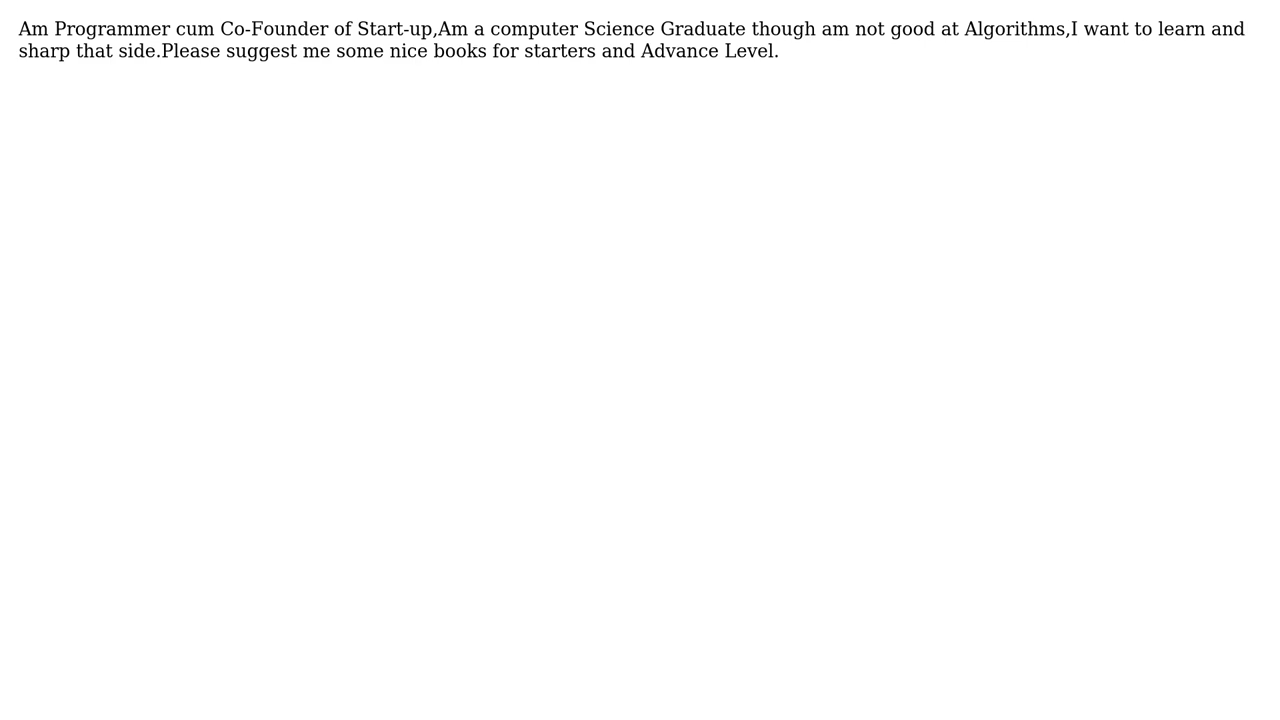 Am Programmer cum Co-Founder of Start-up,Am a computer Science Graduate though am not good at Algorithms,I want to learn and
sharp that side.Please suggest me some nice books for starters and Advance Level.